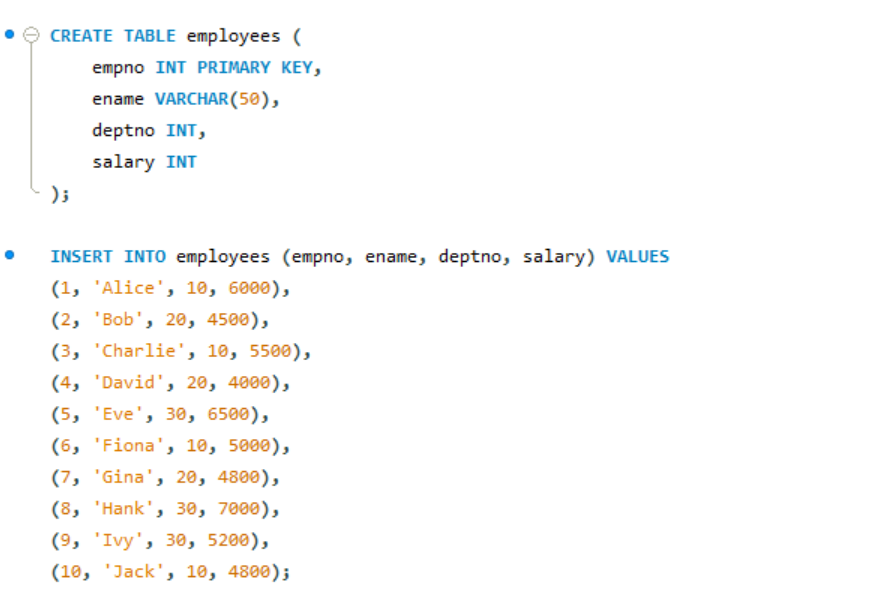 CREATE TABLE employees (
empno INT PRIMARY KEY,
ename VARCHAR(50),
deptno INT,
salary INT
);
INSERT INTO employees (empno, ename, deptno, salary) VALUES
(1, 'Alice', 10, 6000),
(2, 'Bob', 20, 4500),
(3, 'Charlie', 10, 5500),
(4, 'David', 20, 4000),
(5, 'Eve', 30, 6500),
(6, 'Fiona', 10, 5000),
(7, 'Gina', 20, 4800),
(8, 'Hank', 30, 7000),
(9, 'Ivy', 30, 5200),
(10, 'Jack', 10, 4800);